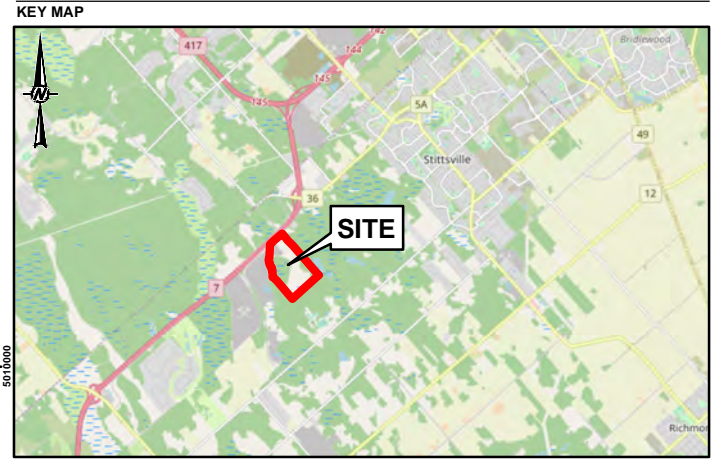 KEY MAP
417
142
144
145
145
Bridlewood
5A
49
Stittsville
12
36
SITE
7
5010000
Richmon
N